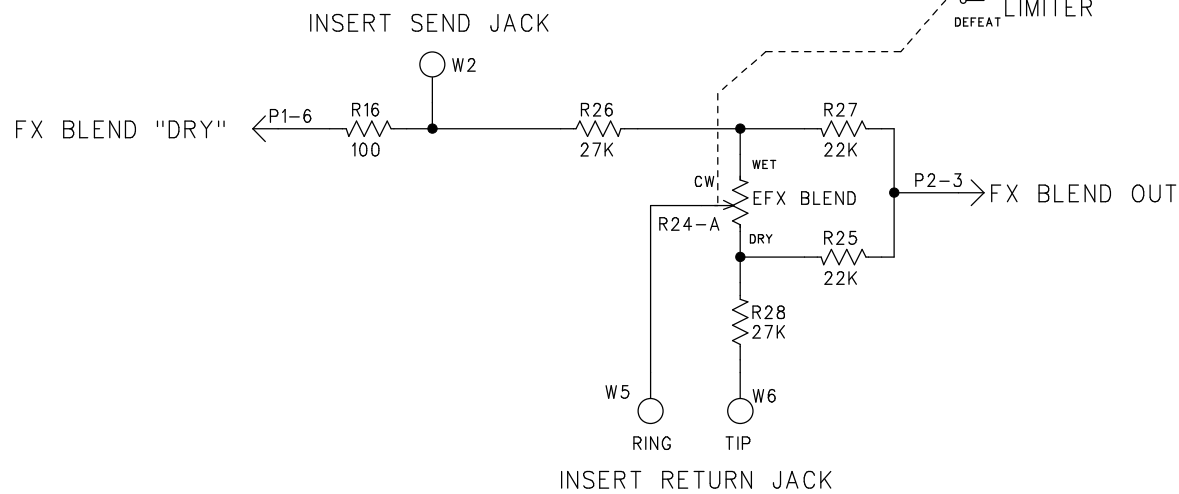 LIMITER
DEFEAT
INSERT SEND JACK
W2
FX BLEND "DRY"
P1-6
R16
100
R26
27K
R27
22K
WET
CW
EFX BLEND
R24-A
DRY
P2-3
FX BLEND OUT
R25
22K
R28
27K
W5
W6
RING
TIP
INSERT RETURN JACK